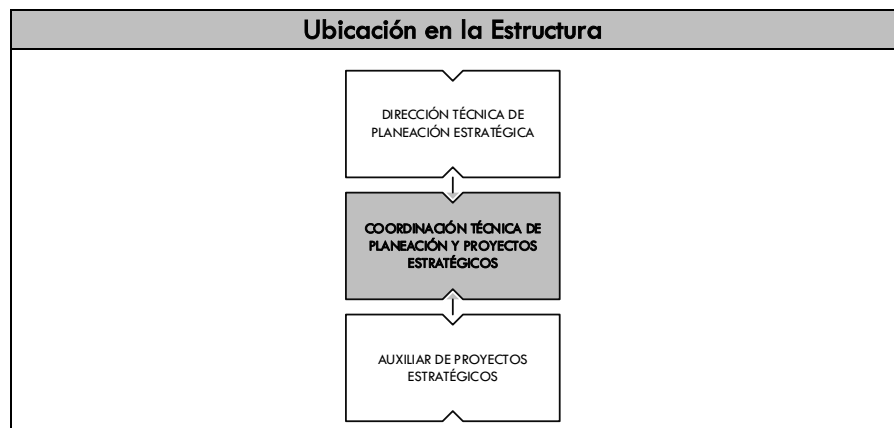 Ubicación en la Estructura
DIRECCIÓN TÉCNICA DE
PLANEACIÓN ESTRATÉGICA
COORDINACIÓN TÉCNICA DE
PLANEACIÓN Y PROYECTOS
ESTRATÉGICOS
AUXILIAR DE PROYECTOS
ESTRATÉGICOS